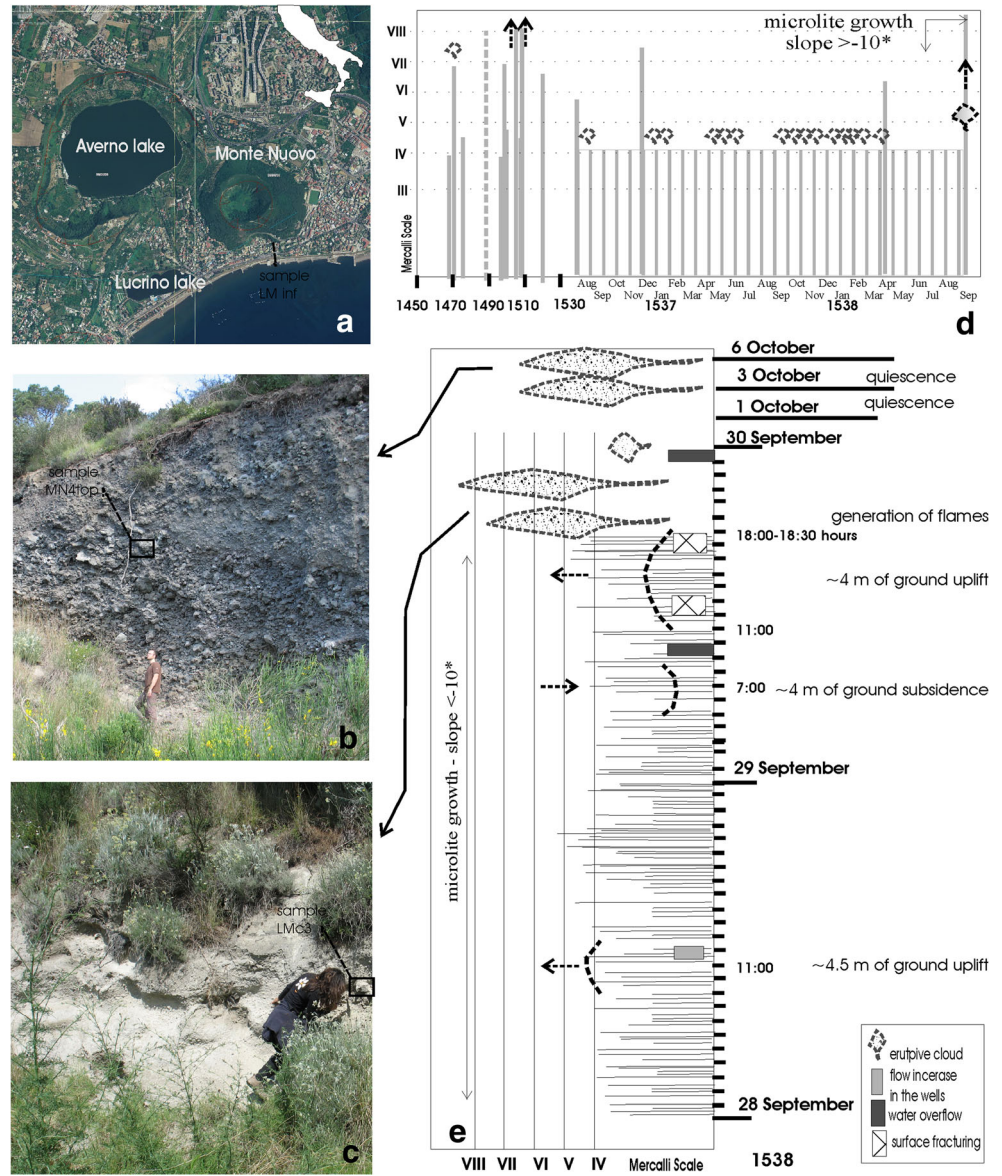 Averno lake
Monte Nuovo
Lucrino lake
sample
LM inf
a
sample
MN4top
b
sample
LMc3
c
microlite growth
slope >-10*
VIII
VII
VI
V
IV
III
Mercalli Scale
1450
1470
1490
1510
1530
Aug
Oct
Dec
Feb
Apr
Jun
Aug
Oct
Dec
Feb
Apr
Jun
Aug
Sep
Nov
Jan
Mar
May
Jul
Sep
Nov
Jan
Mar
May
Jul
Sep
1537
1538
d
6 October
3 October
quiescence
1 October
quiescence
30 September
generation of flames
18:00-18:30 hours
~4 m of ground uplift
11:00
7:00
~4 m of ground subsidence
29 September
11:00
~4.5 m of ground uplift
28 September
microlite growth - slope <-10*
e
VIII
VII
VI
V
IV
Mercalli Scale
1538
erutpive cloud
flow incerase
in the wells
water overflow
surface fracturing